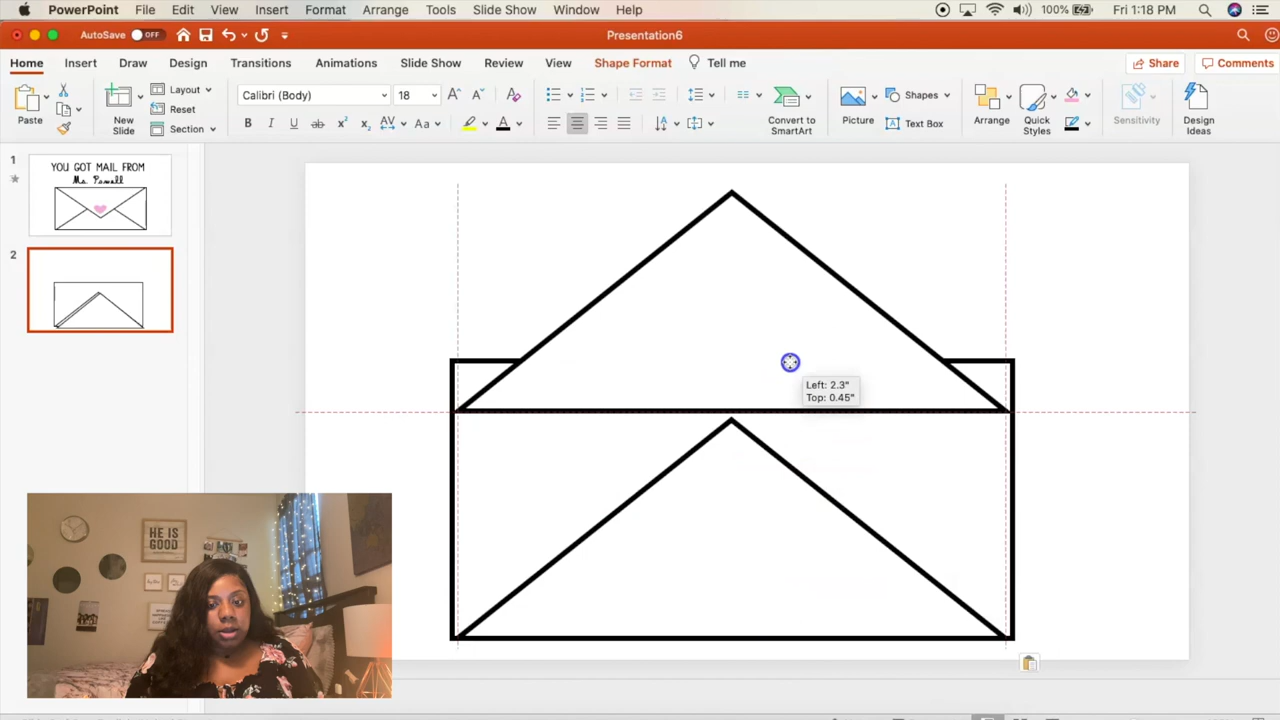 PowerPoint File Edit View Insert Format Arrange Tools Slide Show Window Help 100% Fri 1:18 PM
AutoSave OFF Presentation6
Home Insert Draw Design Transitions Animations Slide Show Review View Shape Format Tell me Share Comments
Paste New Slide Layout Reset Section Calibri (Body) 18 Convert to SmartArt Picture Shapes Text Box Arrange Quick Styles Sensitivity Design Ideas
1
YOU GOT MAIL FROM
Ms. Powell
2
Left: 2.3"
Top: 0.45"
HE IS
GOOD